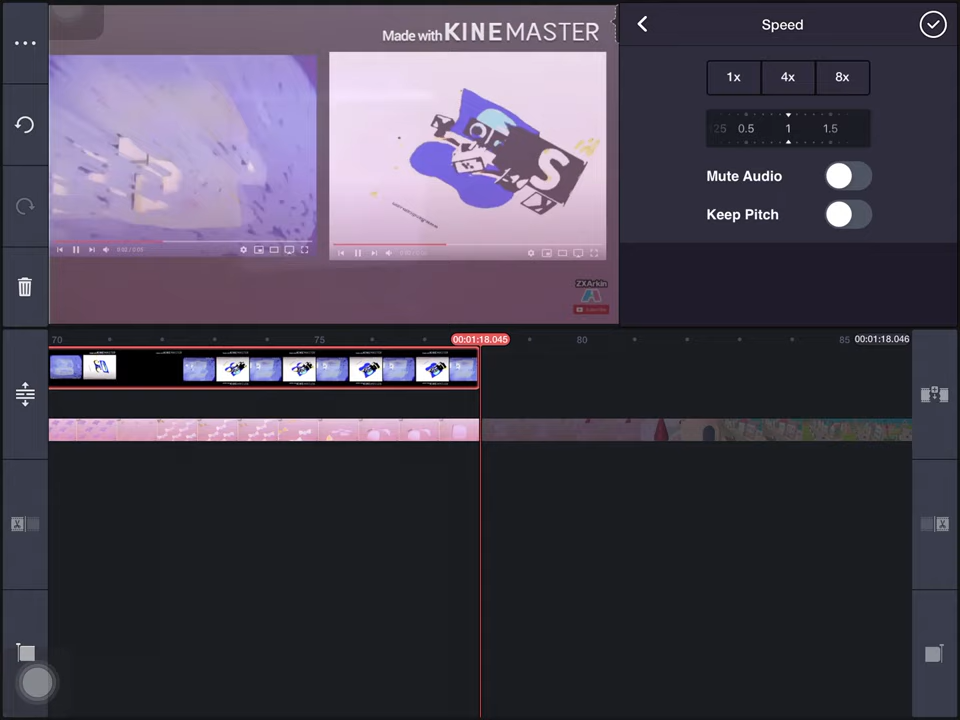 Made with KINEMASTER
Speed
1x
4x
8x
25 0.5 1 1.5
Mute Audio
Keep Pitch
S
ZXArkin
Subscribe
70
75
00:01:18.045
80
85
00:01:18.046